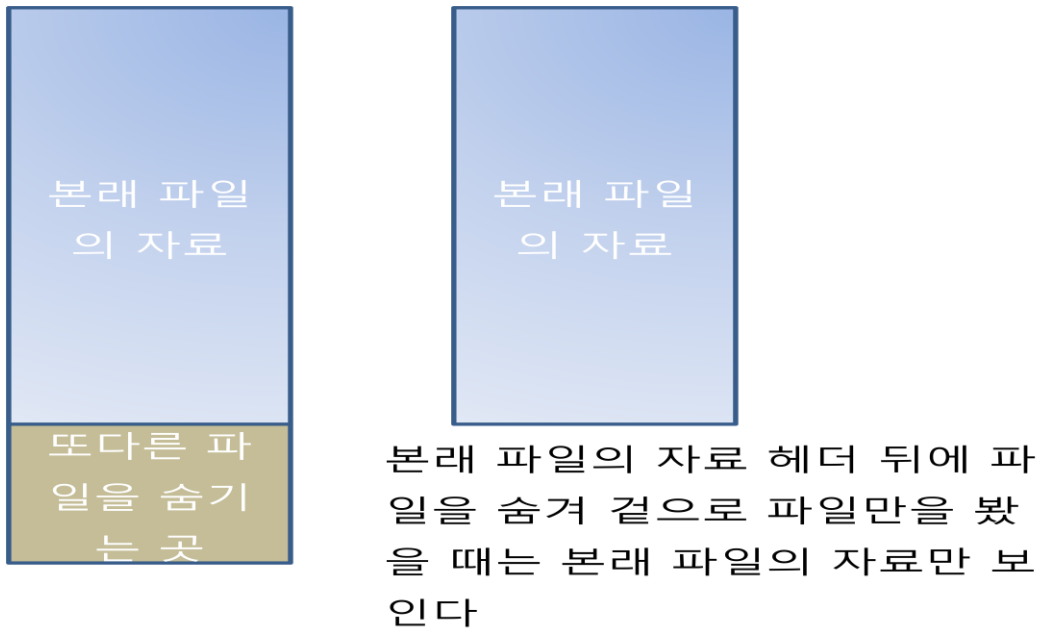 본래 파일
의 자료
또다른 파
일을 숨기
는 곳
본래 파일
의 자료
본래 파일의 자료 헤더 뒤에 파
일을 숨겨 겉으로 파일만을 봤
을 때는 본래 파일의 자료만 보
인다